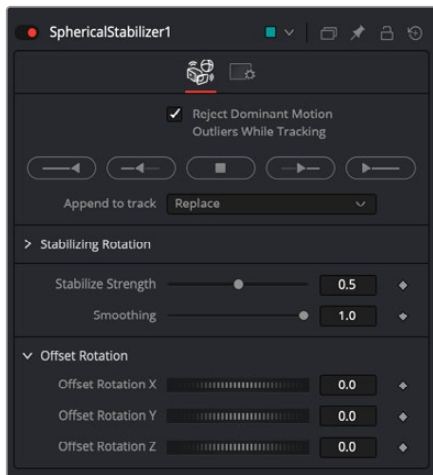 SphericalStabilizer1
Reject Dominant Motion
Outliers While Tracking
Append to track Replace
Stabilizing Rotation
Stabilize Strength 0.5
Smoothing 1.0
Offset Rotation
Offset Rotation X 0.0
Offset Rotation Y 0.0
Offset Rotation Z 0.0